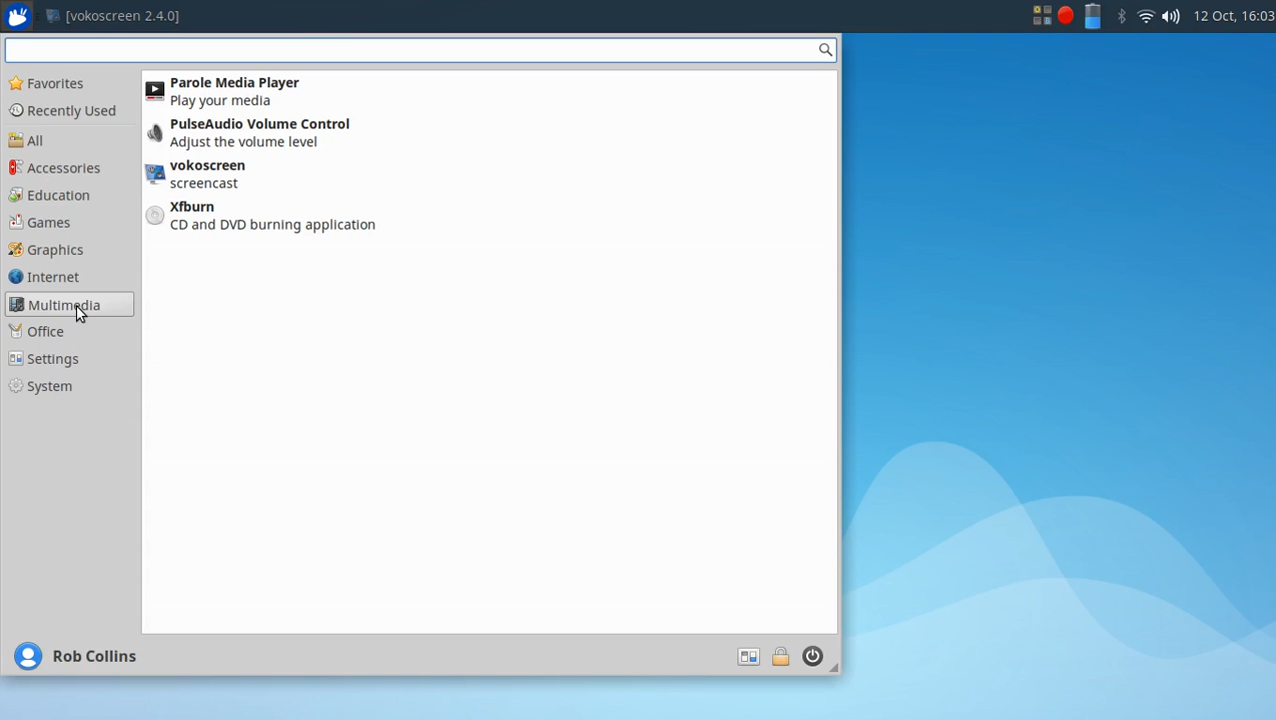 [vokoscreen 2.4.0]
12 Oct, 16:03
Favorites
Recently Used
All
Accessories
Education
Games
Graphics
Internet
Multimedia
Office
Settings
System
Parole Media Player
Play your media
PulseAudio Volume Control
Adjust the volume level
vokoscreen
screencast
Xfburn
CD and DVD burning application
Rob Collins